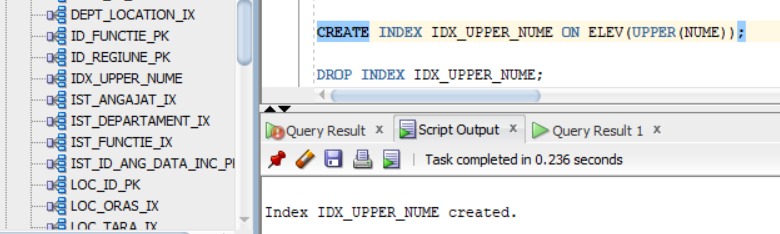 DEPT_LOCATION_IX
ID_FUNCTIE_PK
ID_REGIUNE_PK
IDX_UPPER_NUME
IST_ANGAJAT_IX
IST_DEPARTAMENT_IX
IST_FUNCTIE_IX
IST_ID_ANG_DATA_INC_P
LOC_ID_PK
LOC_ORAS_IX
LOC_TARA_IX
CREATE INDEX IDX_UPPER_NUME ON ELEV(UPPER(NUME));
DROP INDEX IDX_UPPER_NUME;
Query Result x Script Output x Query Result 1 x
Task completed in 0.236 seconds
Index IDX_UPPER_NUME created.